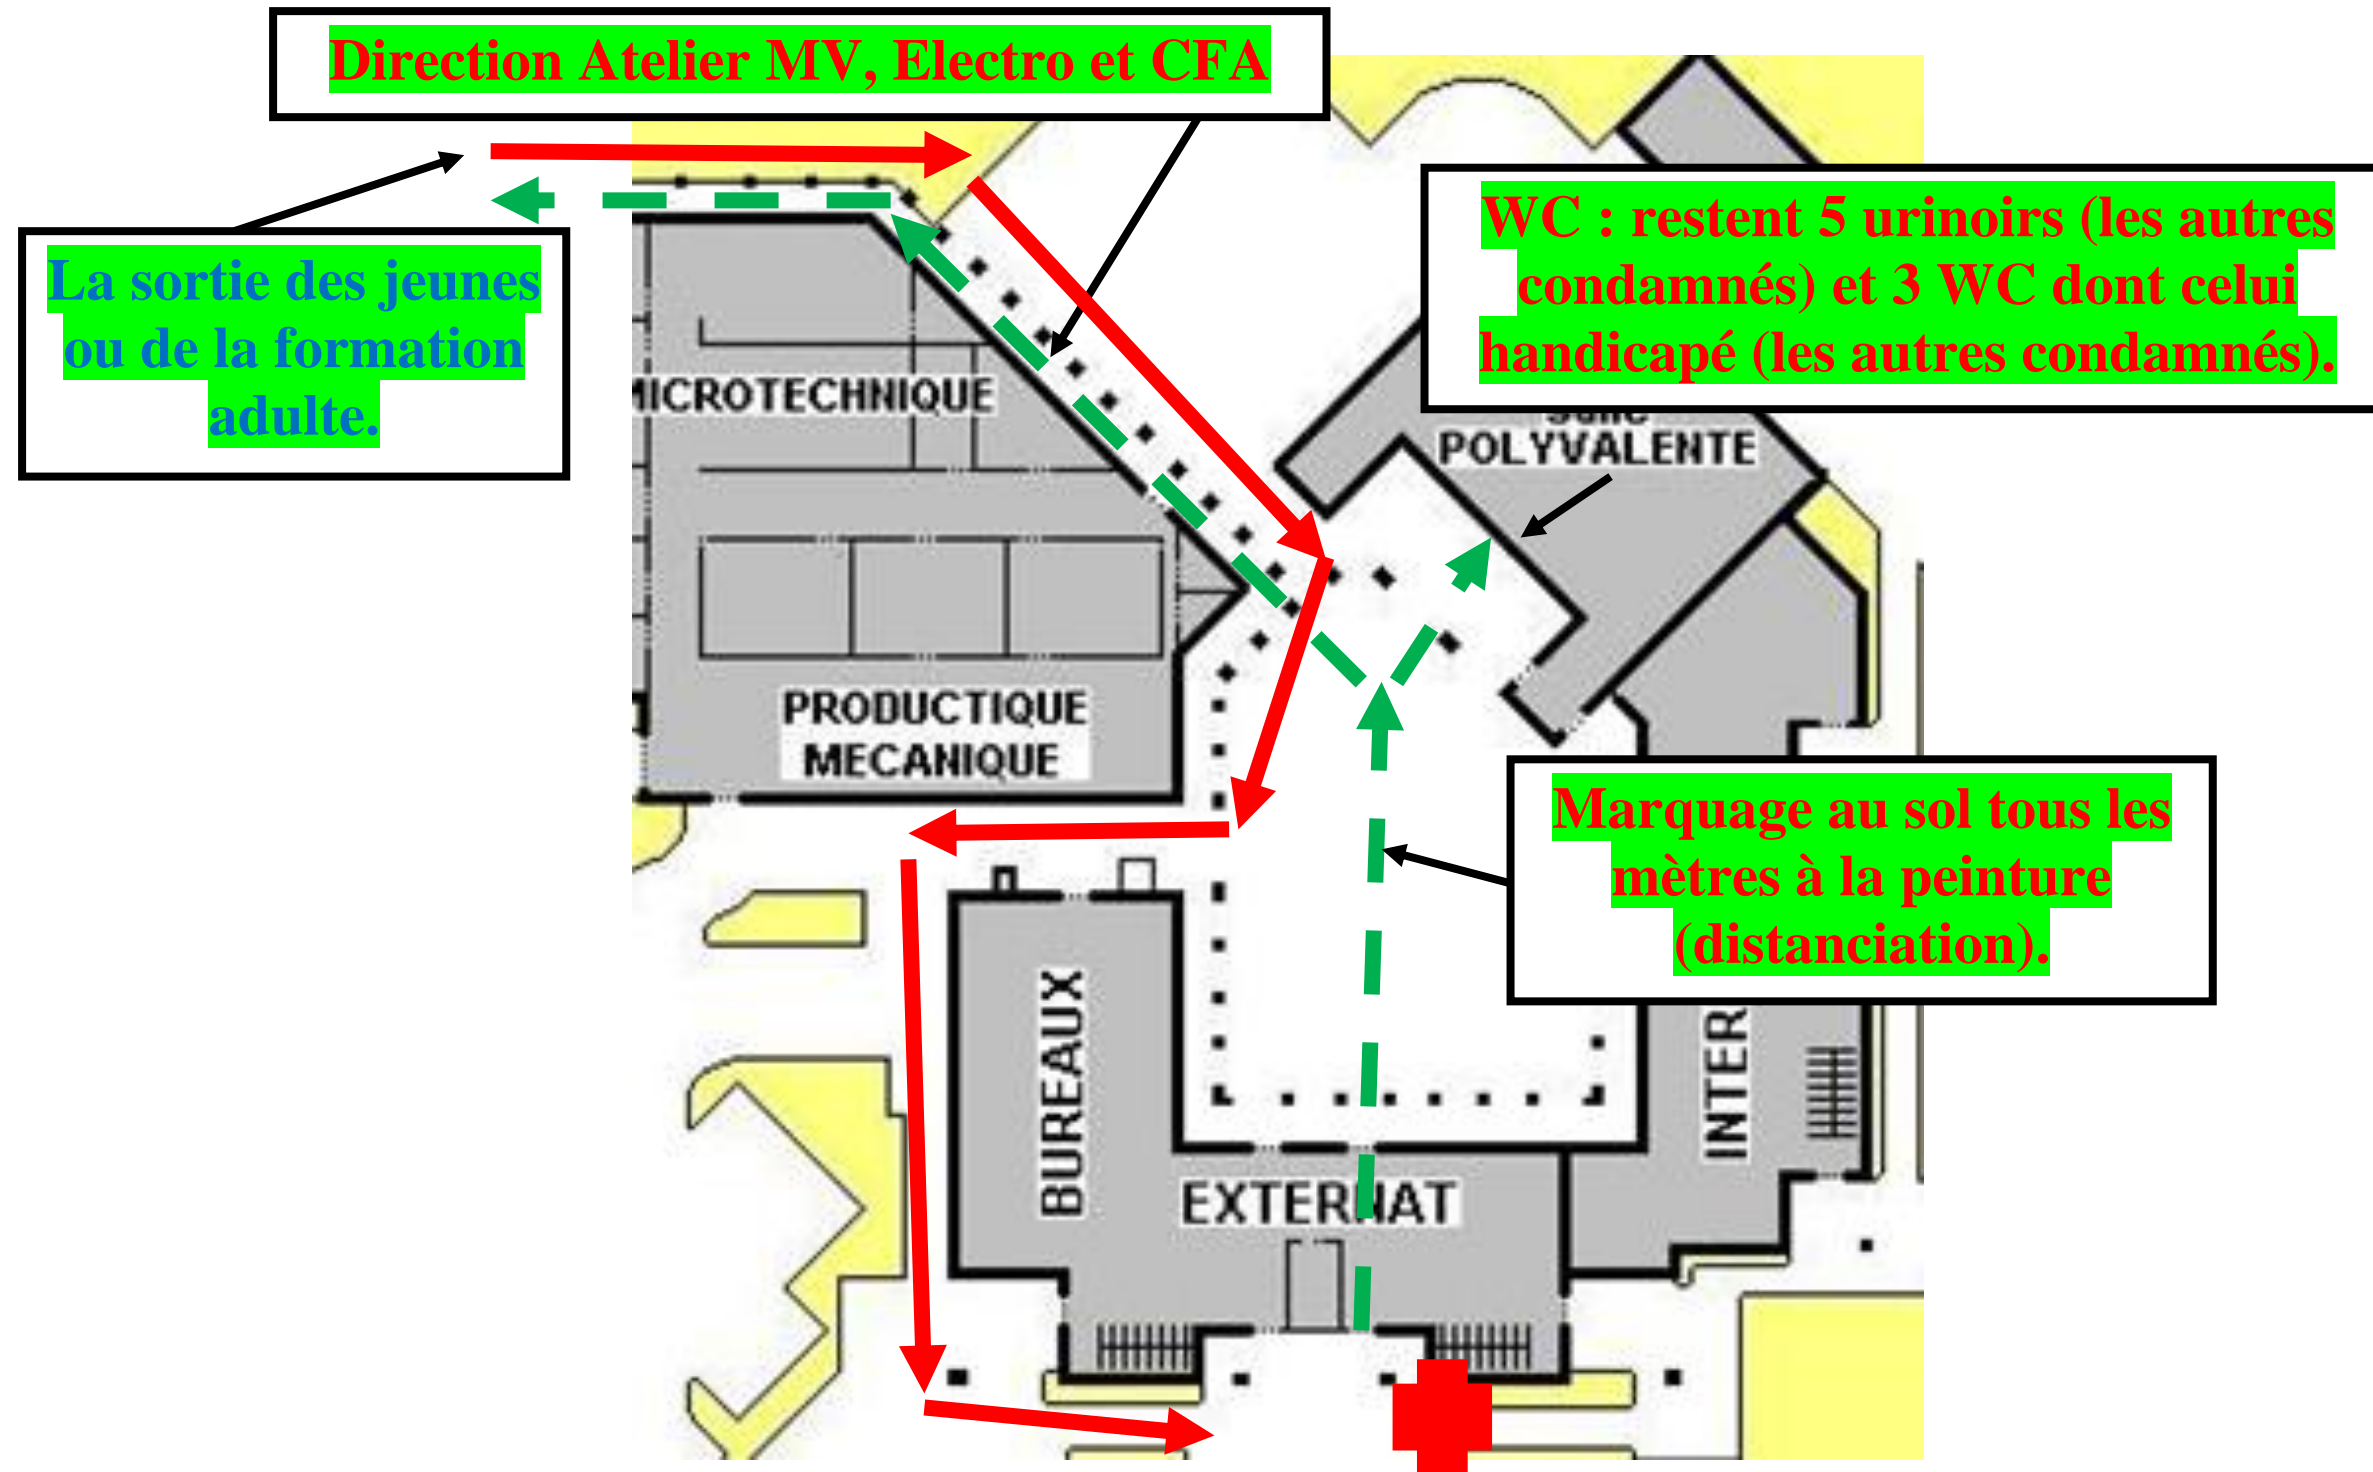 Direction Atelier MV, Electro et CFA
WC : restent 5 urinoirs (les autres
condamnés) et 3 WC dont celui
handicapé (les autres condamnés).
La sortie des jeunes
ou de la formation
adulte.
MICROTECHNIQUE
Salle
POLYVALENTE
PRODUCTIQUE
MECANIQUE
Marquage au sol tous les
mètres à la peinture
(distanciation).
BUREAUX
INTER
EXTERNAT